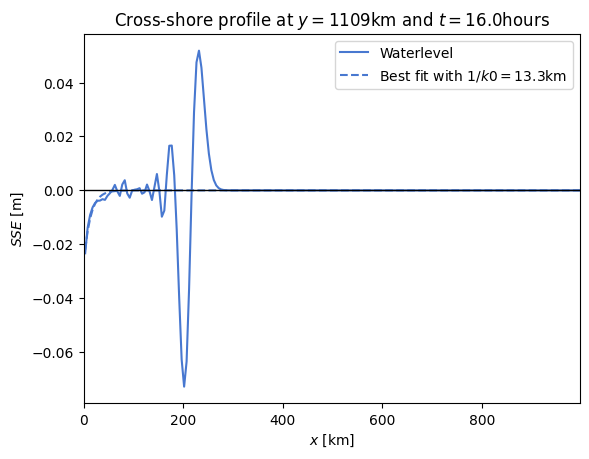 Cross-shore profile at y = 1109km and t = 16.0hours
Waterlevel
Best fit with 1/k0 = 13.3km
0.04
0.02
0.00
−0.02
−0.04
−0.06
SSE [m]
0 200 400 600 800
x [km]